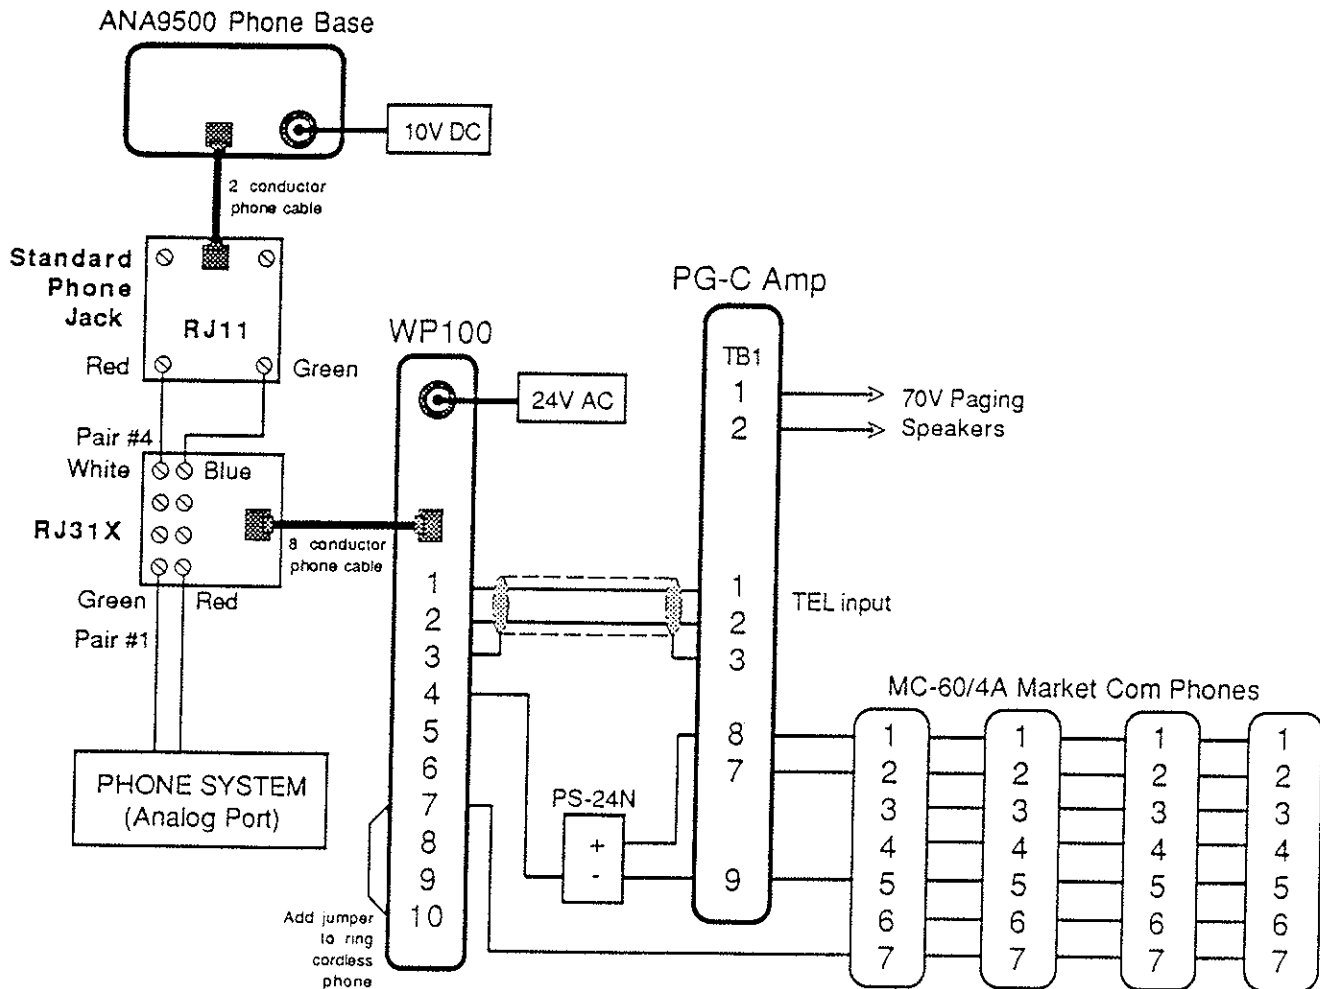 ANA9500 Phone Base
10V DC
2 conductor
phone cable
Standard
Phone
Jack
RJ11
Red
Green
Pair #4
White
Blue
RJ31X
8 conductor
phone cable
Green
Red
Pair #1
PHONE SYSTEM
(Analog Port)
WP100
24V AC
1
2
3
4
5
6
7
8
9
10
Add jumper
to ring
cordless
phone
PS-24N
+
-
PG-C Amp
TB1
1
2
70V Paging
Speakers
1
2
3
TEL input
8
7
9
MC-60/4A Market Com Phones
1 1 1 1
2 2 2 2
3 3 3 3
4 4 4 4
5 5 5 5
6 6 6 6
7 7 7 7